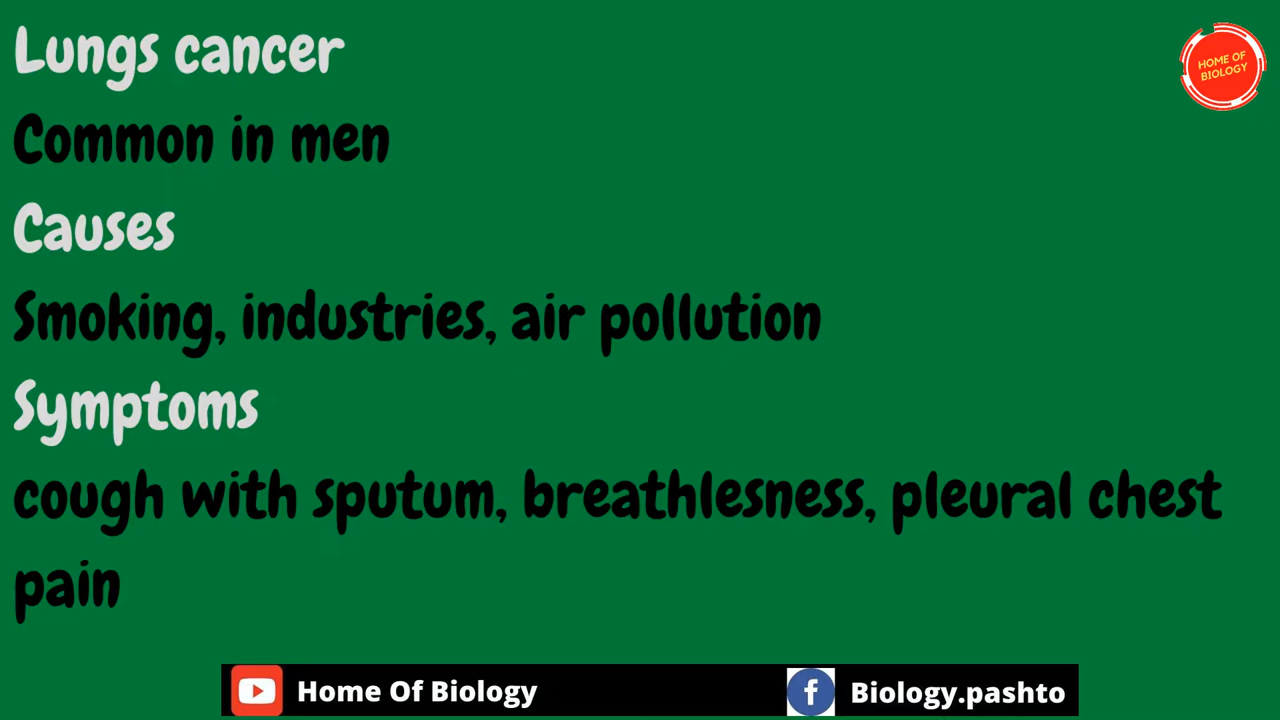 Lungs cancer
HOME OF
BIOLOGY
Common in men
Causes
Smoking, industries, air pollution
Symptoms
cough with sputum, breathlesness, pleural chest
pain
Home Of Biology
Biology.pashto